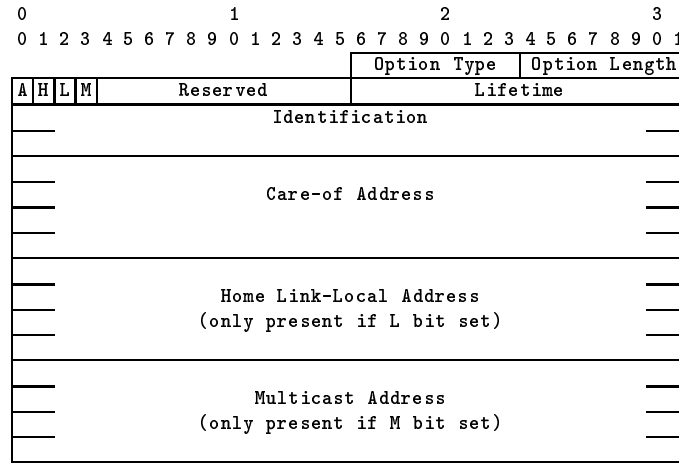 0 1 2 3
0 1 2 3 4 5 6 7 8 9 0 1 2 3 4 5 6 7 8 9 0 1 2 3 4 5 6 7 8 9 0 1
Option Type Option Length
A H L M Reserved Lifetime
Identification
Care-of Address
Home Link-Local Address
(only present if L bit set)
Multicast Address
(only present if M bit set)